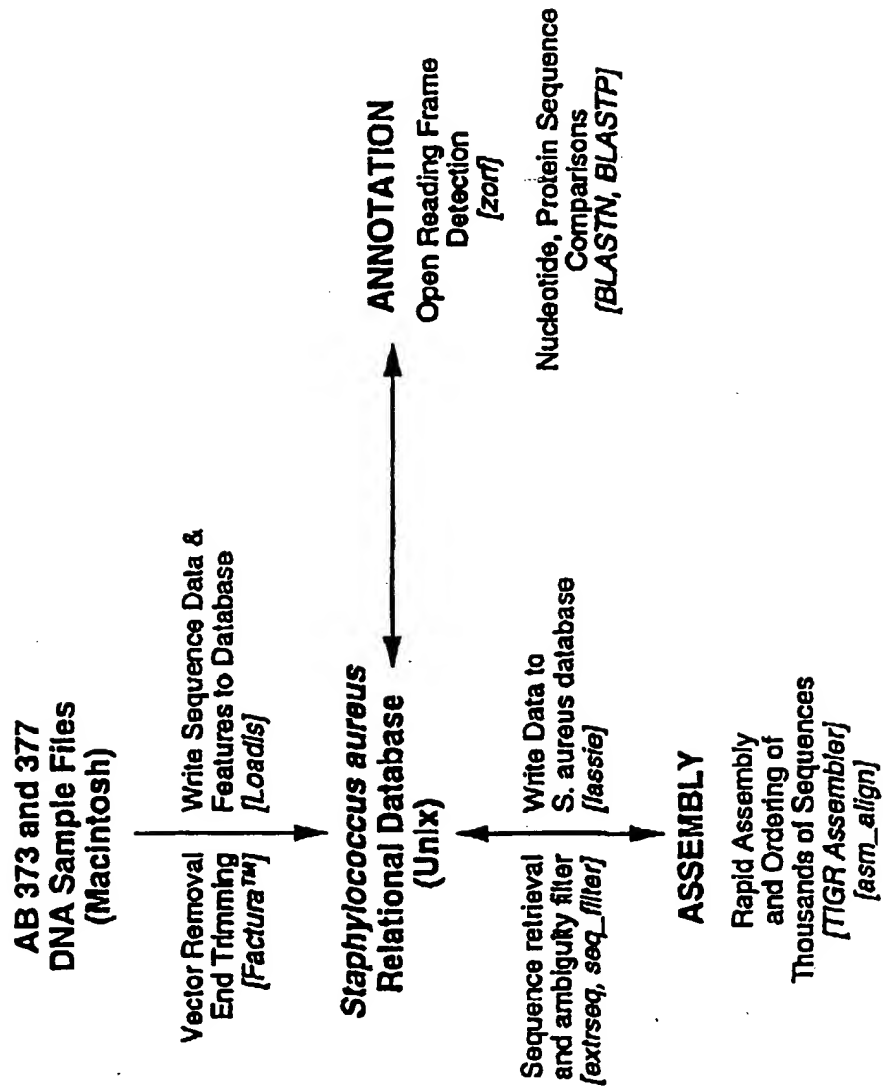 AB 373 and 377
DNA Sample Files
(Macintosh)
Vector Removal
End Trimming
[Factura™]
Write Sequence Data &
Features to Database
[Loadis]
Staphylococcus aureus
Relational Database
(Unix)
Sequence retrieval
and ambiguity filter
[extrseq, seq_filter]
Write Data to
S. aureus database
[lassie]
ASSEMBLY
Rapid Assembly
and Ordering of
Thousands of Sequences
[TIGR Assembler]
[asm_align]
ANNOTATION
Open Reading Frame
Detection
[zorf]
Nucleotide, Protein Sequence
Comparisons
[BLASTN, BLASTP]